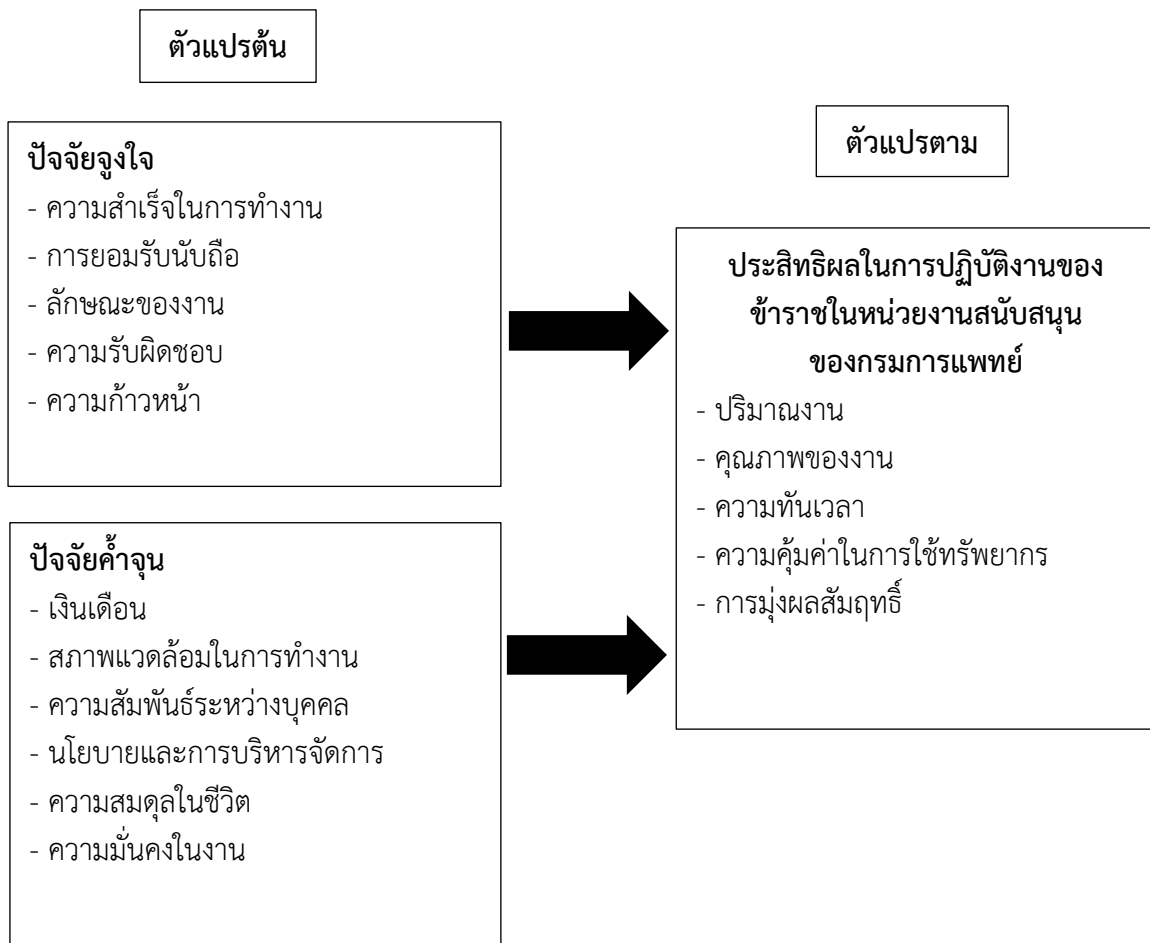 ตัวแปรต้น
ปัจจัยจูงใจ
- ความสำเร็จในการทำงาน
- การยอมรับนับถือ
- ลักษณะของงาน
- ความรับผิดชอบ
- ความก้าวหน้า
ปัจจัยค้ำจุน
- เงินเดือน
- สภาพแวดล้อมในการทำงาน
- ความสัมพันธ์ระหว่างบุคคล
- นโยบายและการบริหารจัดการ
- ความสมดุลในชีวิต
- ความมั่นคงในงาน
ตัวแปรตาม
ประสิทธิผลในการปฏิบัติงานของ
ข้าราชในหน่วยงานสนับสนุน
ของกรมการแพทย์
- ปริมาณงาน
- คุณภาพของงาน
- ความทันเวลา
- ความคุ้มค่าในการใช้ทรัพยากร
- การมุ่งผลสัมฤทธิ์